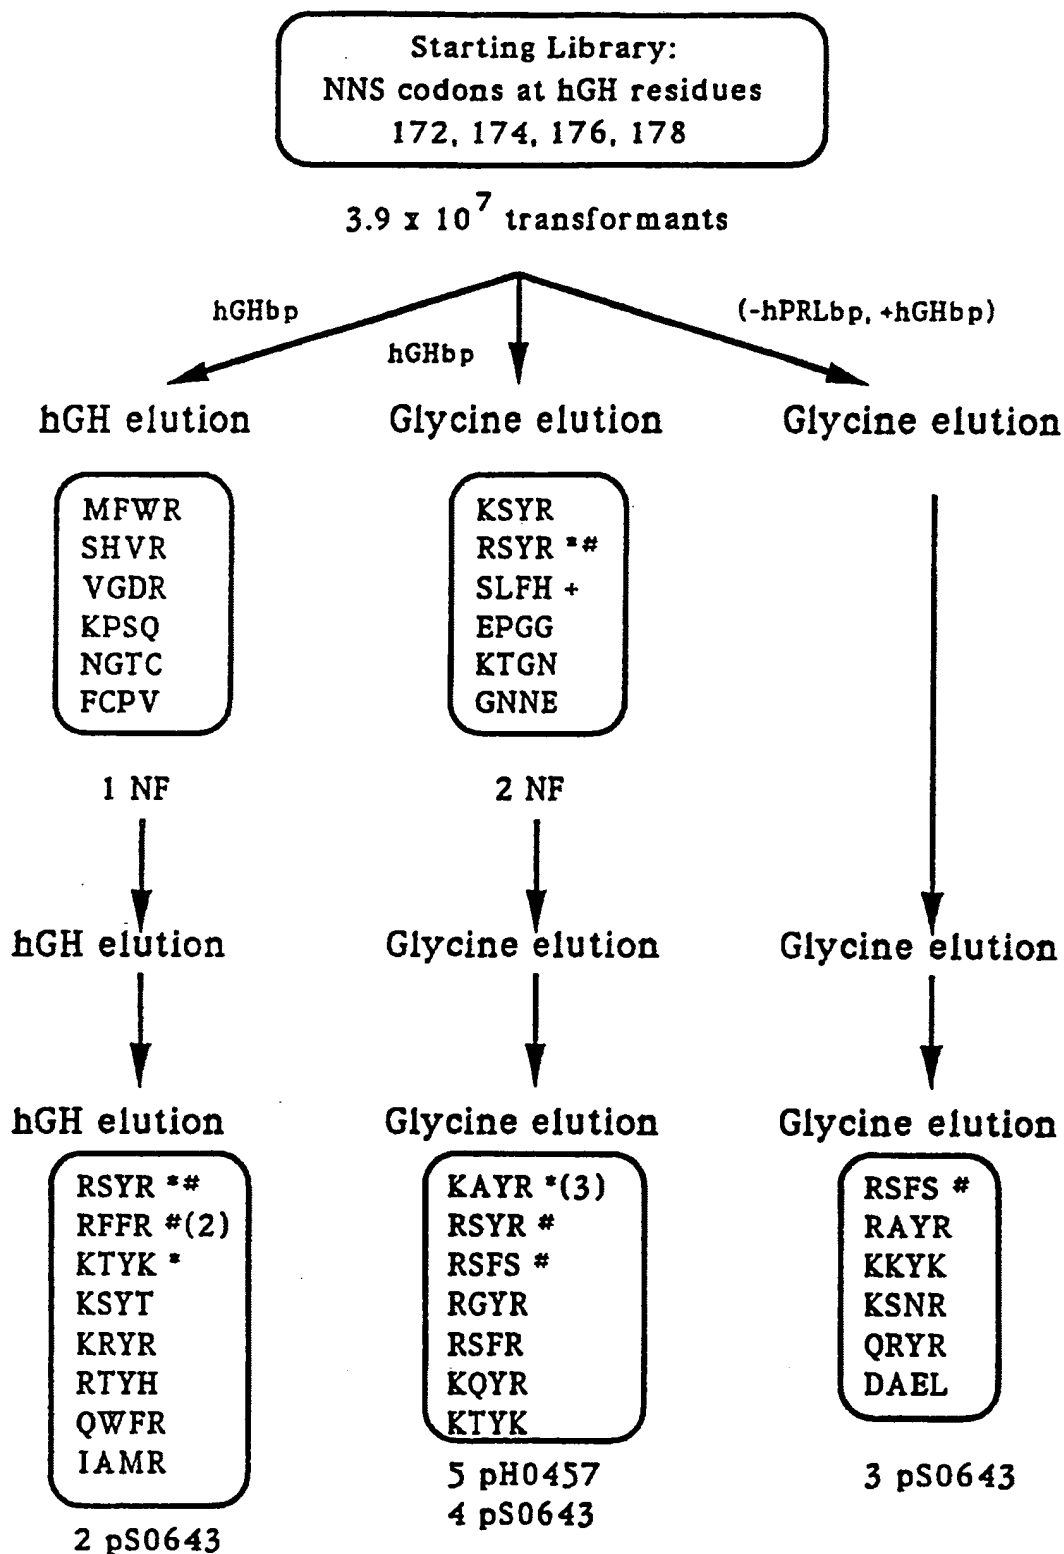 Starting Library:
NNS codons at hGH residues
172, 174, 176, 178
3.9 x 10^7 transformants
hGHbp
hGHbp
(-hPRLbp, +hGHbp)
hGH elution
Glycine elution
Glycine elution
MFWR
SHVR
VGDR
KPSQ
NGTC
FCPV
KSYR
RSYR *#
SLFH +
EPGG
KTGN
GNNE
1 NF
2 NF
hGH elution
Glycine elution
Glycine elution
hGH elution
Glycine elution
Glycine elution
RSYR *#
RFFR #(2)
KTYK *
KSYT
KRYR
RTYH
QWFR
IAMR
KAYR *(3)
RSYR #
RSFS #
RGYR
RSFR
KQYR
KTYK
RSFS #
RAYR
KKYK
KSNR
QRYR
DAEL
2 pS0643
5 pH0457
4 pS0643
3 pS0643